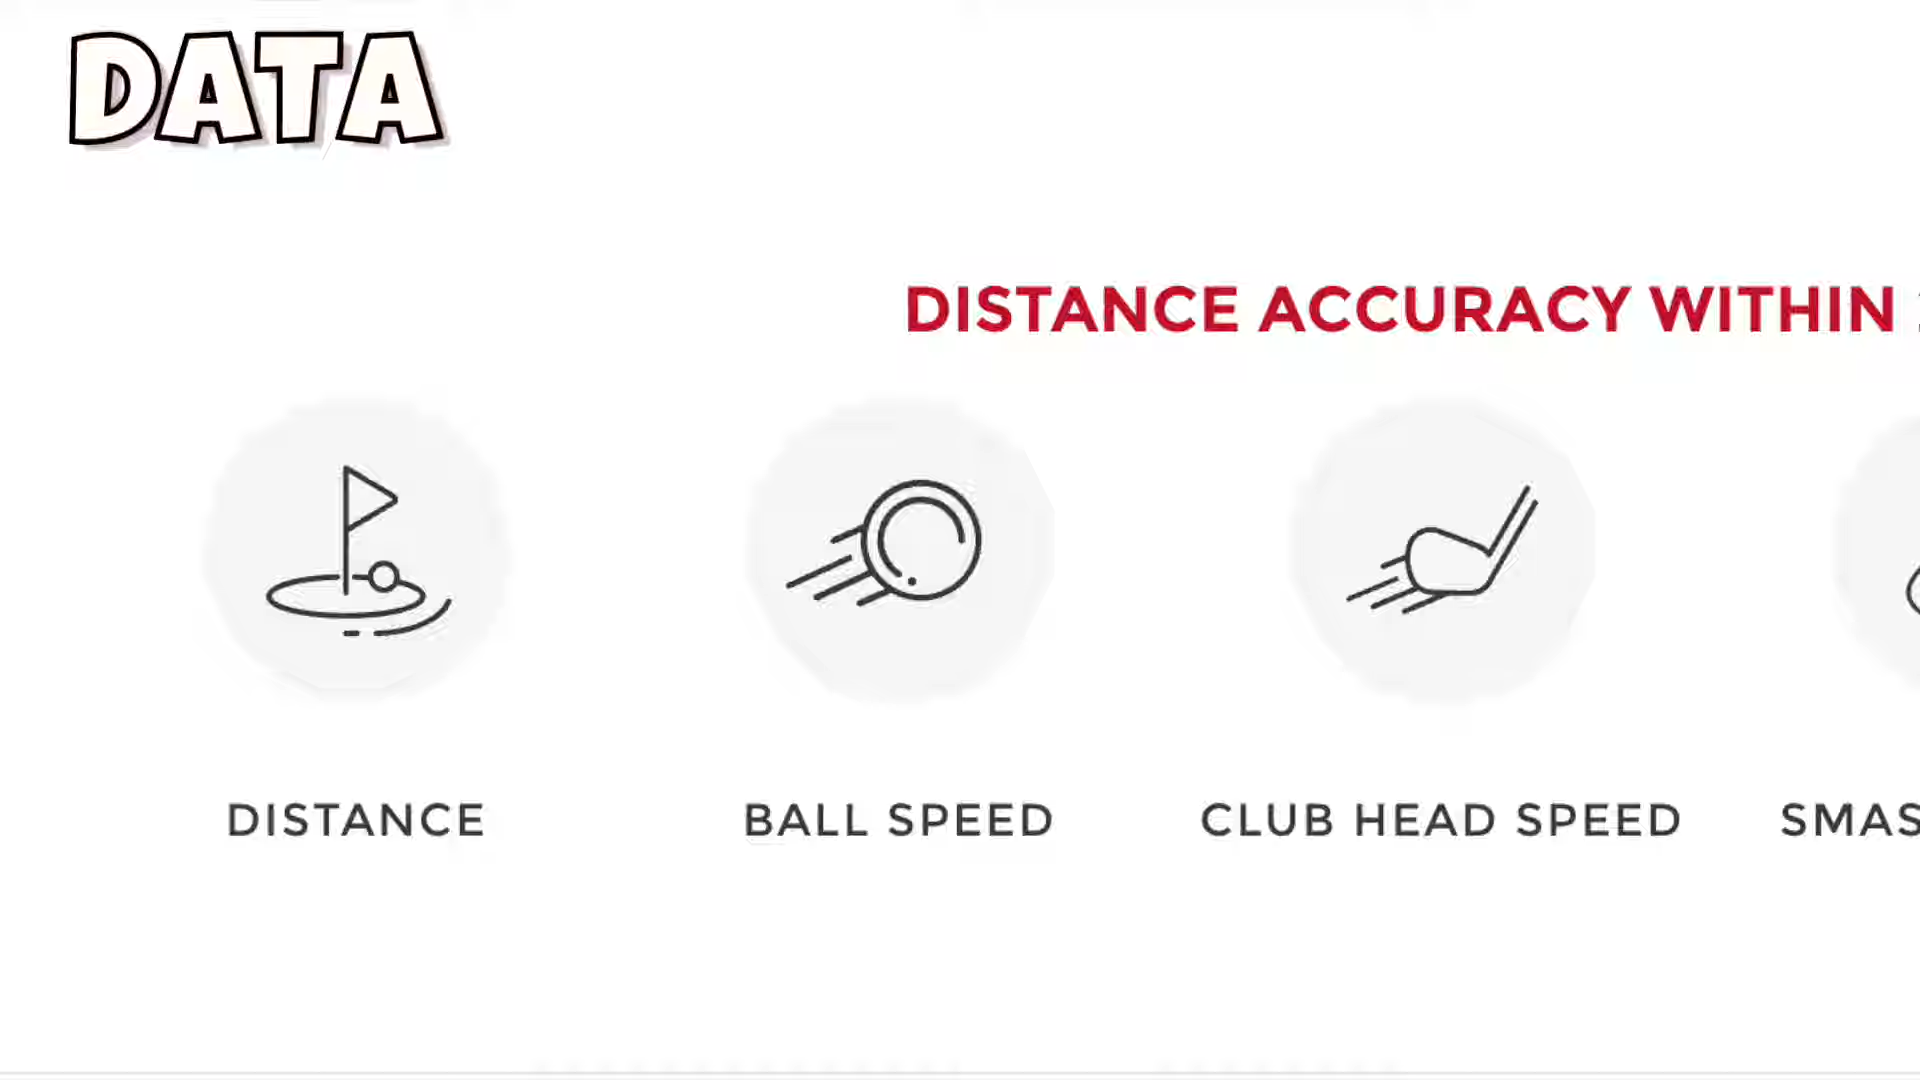 DATA
DISTANCE ACCURACY WITHIN
DISTANCE
BALL SPEED
CLUB HEAD SPEED
SMAS